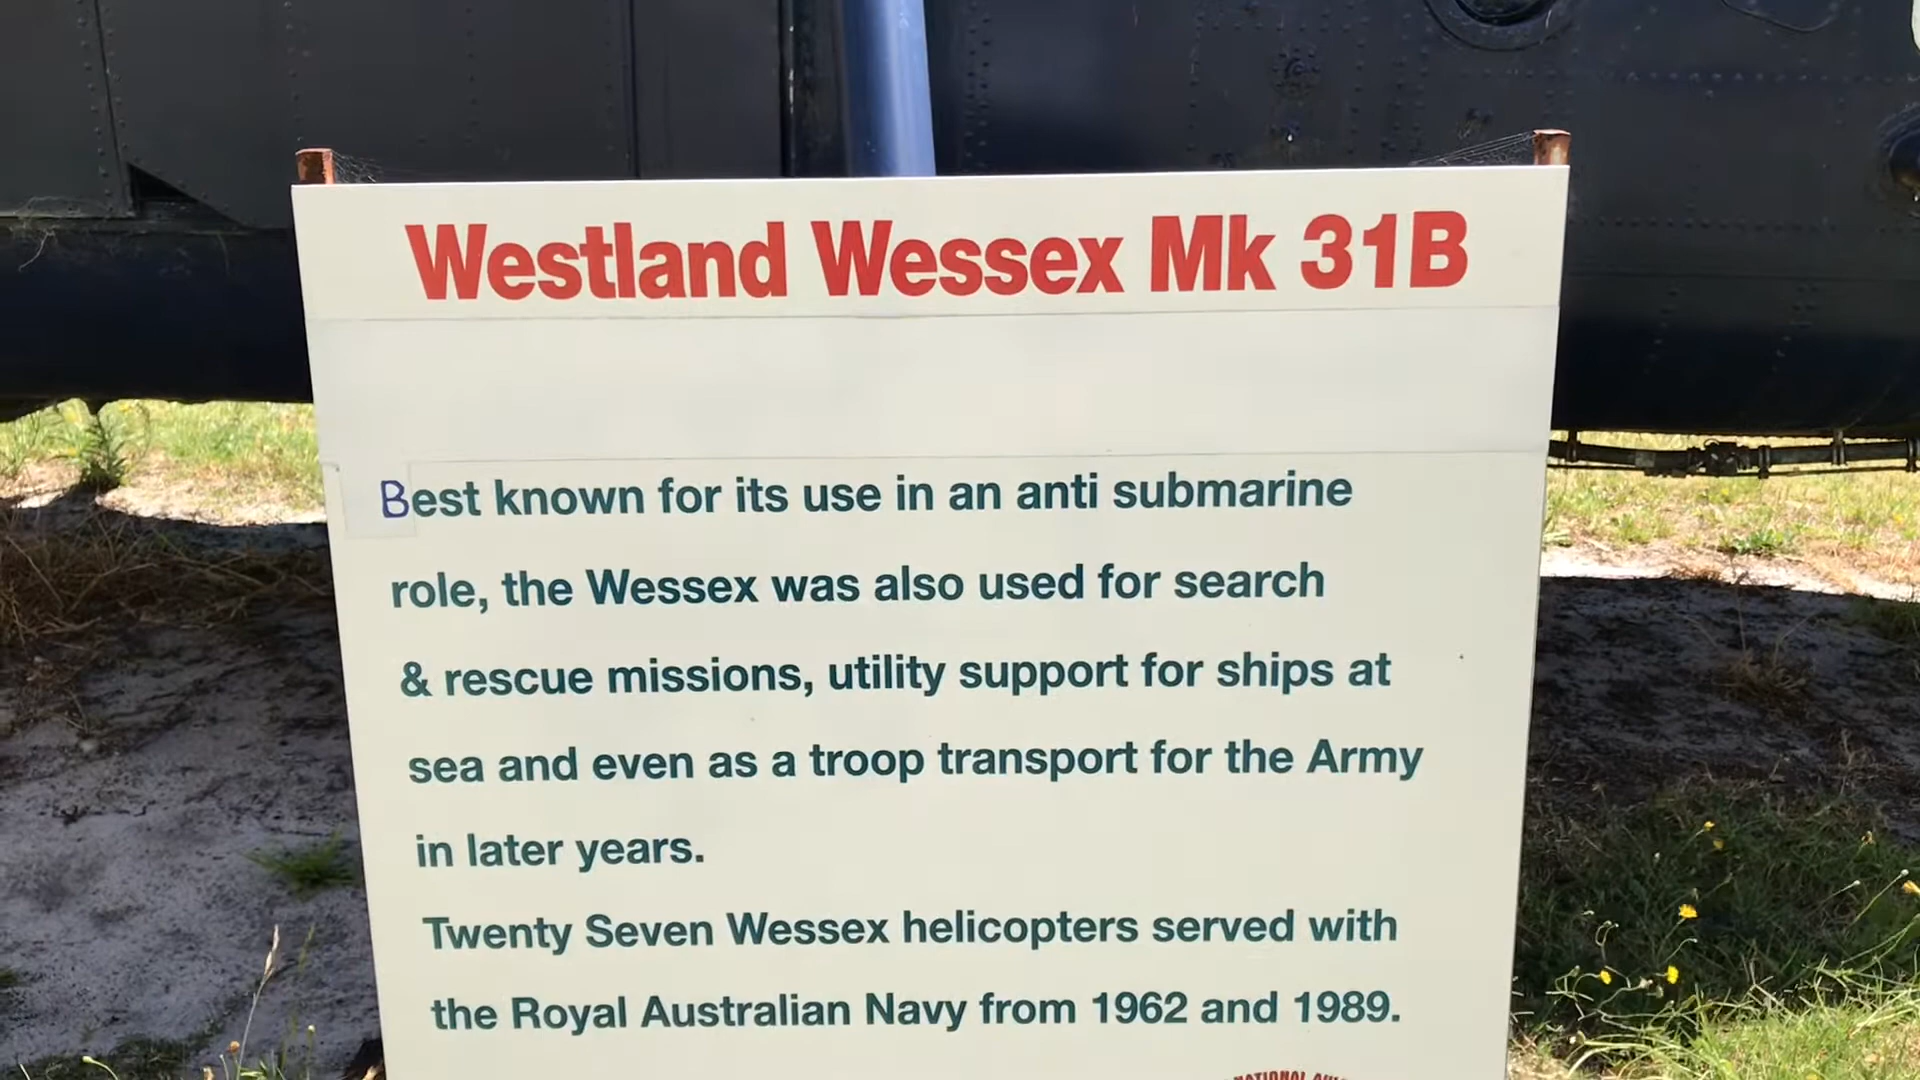 Westland Wessex Mk 31B
Best known for its use in an anti submarine
role, the Wessex was also used for search
& rescue missions, utility support for ships at
sea and even as a troop transport for the Army
in later years.
Twenty Seven Wessex helicopters served with
the Royal Australian Navy from 1962 and 1989.
NATIONAL